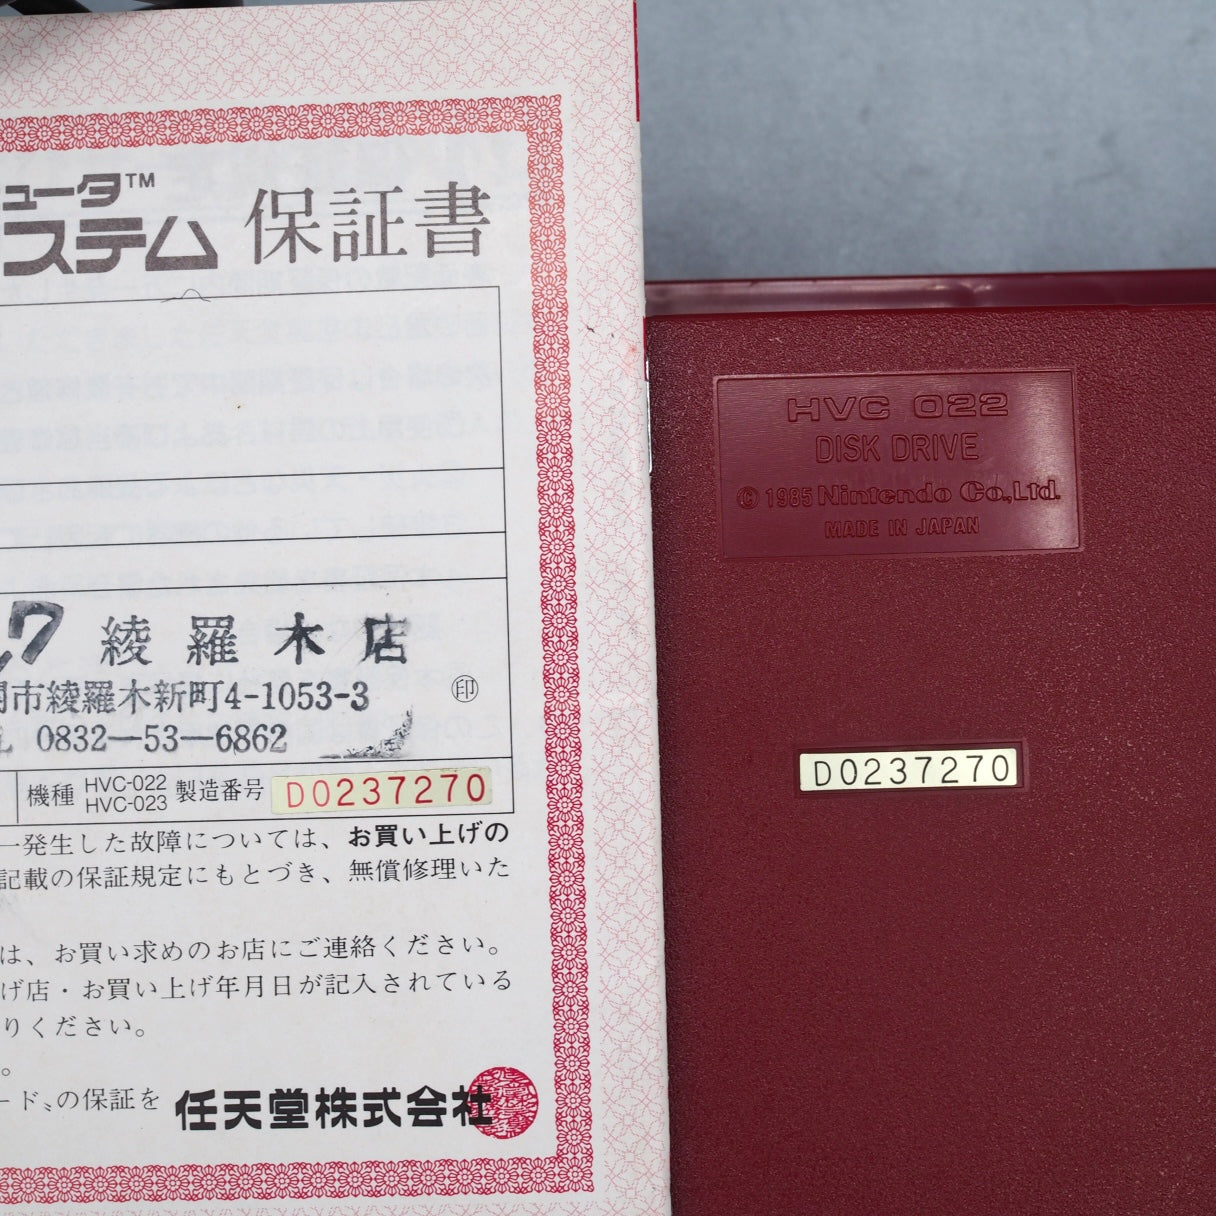 ュータ™
ステム 保証書
ク 綾羅木店
関市綾羅木新町4-1053-3 ㊞
0832-53-6862
機種 HVC-022 HVC-023 製造番号 D0237270
一発生した故障については、お買い上げの
記載の保証規定にもとづき、無償修理いた
は、お買い求めのお店にご連絡ください。
げ店・お買い上げ年月日が記入されている
りください。
。
ード〟の保証を 任天堂株式会社
HVC 022
DISK DRIVE
© 1985 Nintendo Co.,Ltd.
MADE IN JAPAN
D0237270